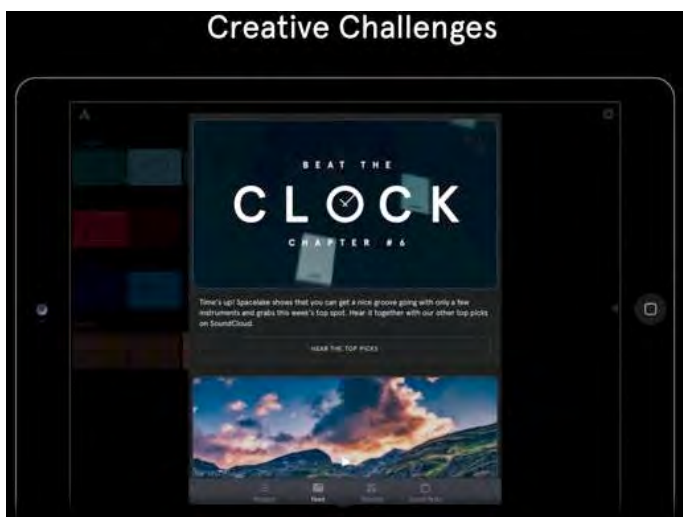 Creative Challenges
BEAT THE
CLOCK
CHAPTER #6
Time's up! Spacelake shows that you can get a nice groove going with only a few
instruments and grabs this week's top spot. Hear it together with our other top picks
on SoundCloud.
HEAR THE TOP PICKS
Feed